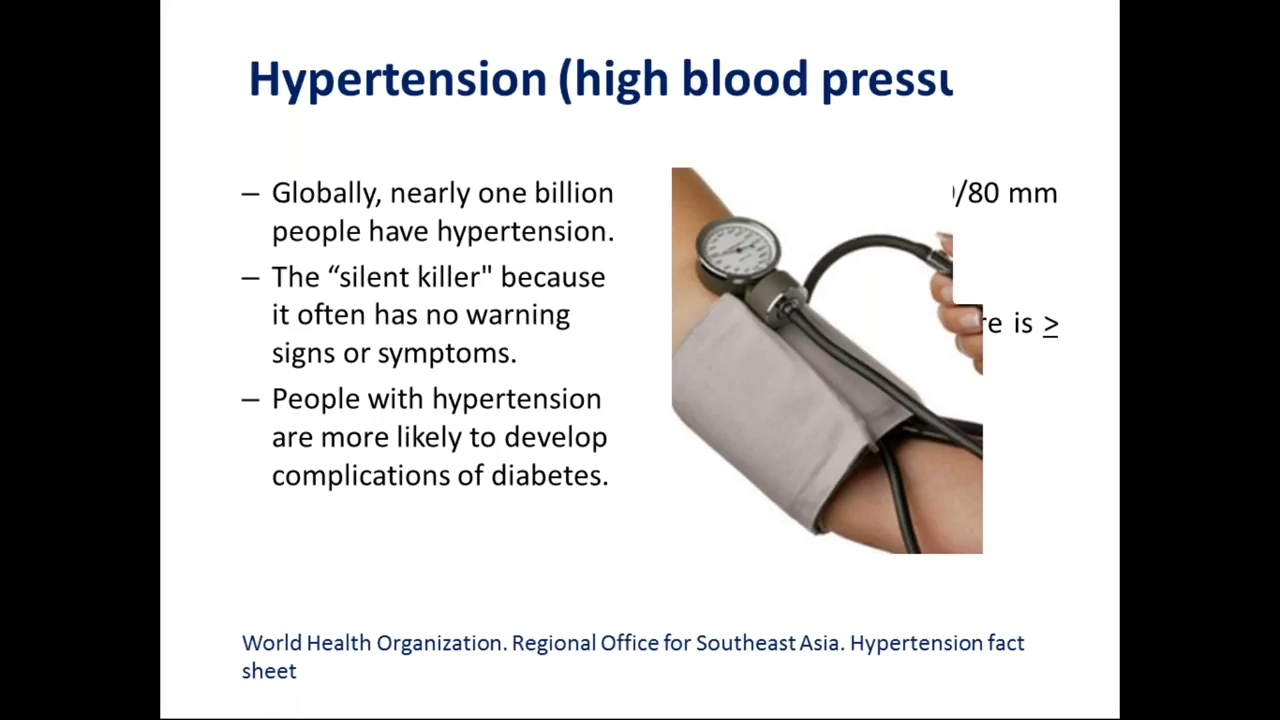 Hypertension (high blood
– Globally, nearly one billion
people have hypertension.
– The “silent killer" because
it often has no warning
signs or symptoms.
– People with hypertension
are more likely to develop
complications of diabetes.
/80 mm
is ≥
World Health Organization. Regional Office for Southeast Asia. Hypertension fact
sheet